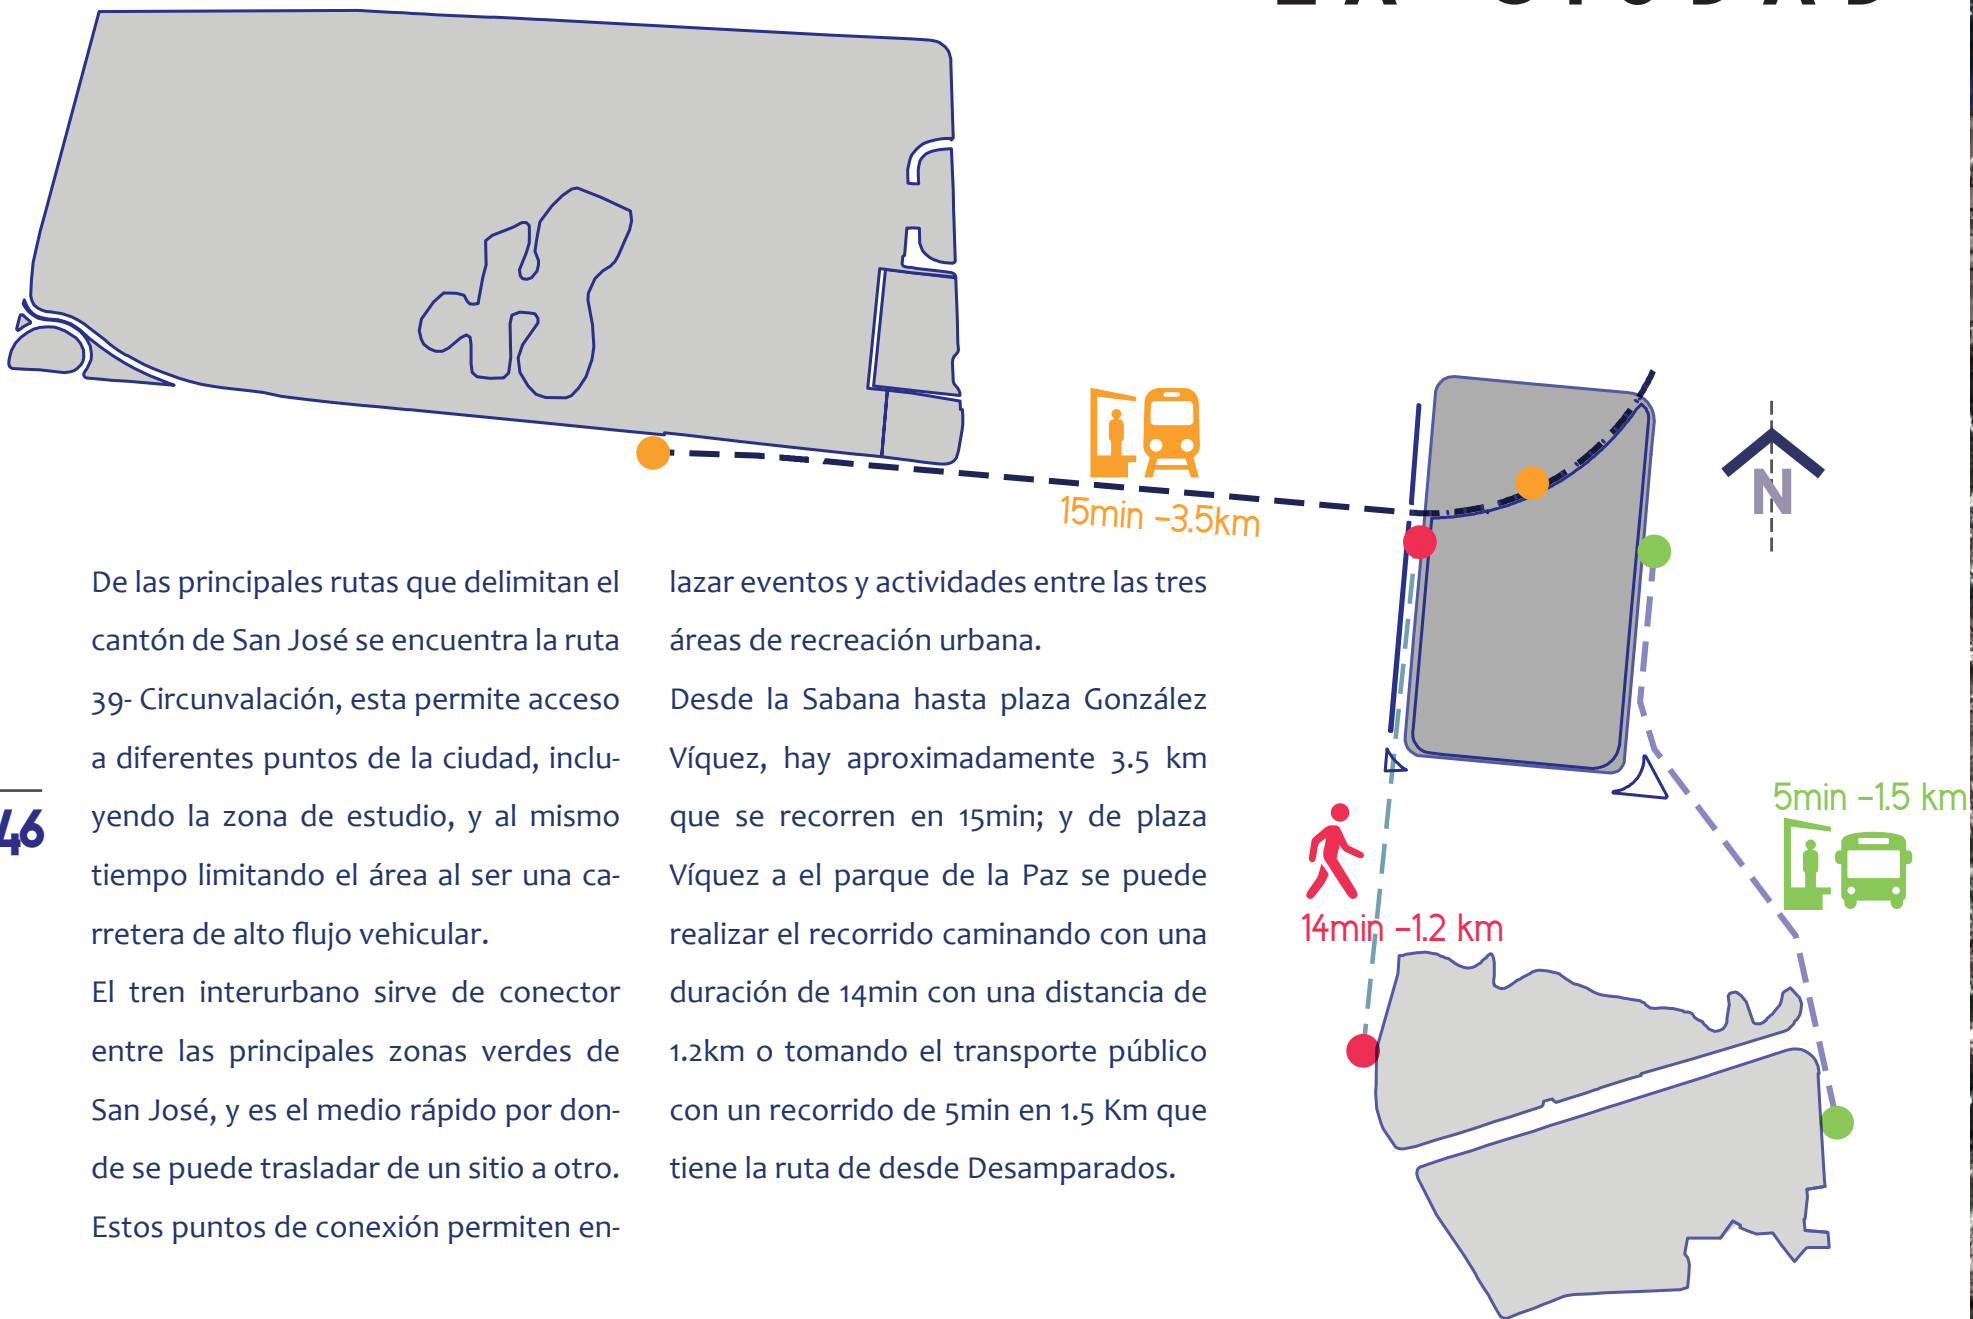 LA CIUDAD
15min -3.5km
N
De las principales rutas que delimitan el
cantón de San José se encuentra la ruta
39- Circunvalación, esta permite acceso
a diferentes puntos de la ciudad, inclu-
yendo la zona de estudio, y al mismo
tiempo limitando el área al ser una ca-
rretera de alto flujo vehicular.
El tren interurbano sirve de conector
entre las principales zonas verdes de
San José, y es el medio rápido por don-
de se puede trasladar de un sitio a otro.
Estos puntos de conexión permiten en-
lazar eventos y actividades entre las tres
áreas de recreación urbana.
Desde la Sabana hasta plaza González
Víquez, hay aproximadamente 3.5 km
que se recorren en 15min; y de plaza
Víquez a el parque de la Paz se puede
realizar el recorrido caminando con una
duración de 14min con una distancia de
1.2km o tomando el transporte público
con un recorrido de 5min en 1.5 Km que
tiene la ruta de desde Desamparados.
5min -1.5 km
14min -1.2 km
46